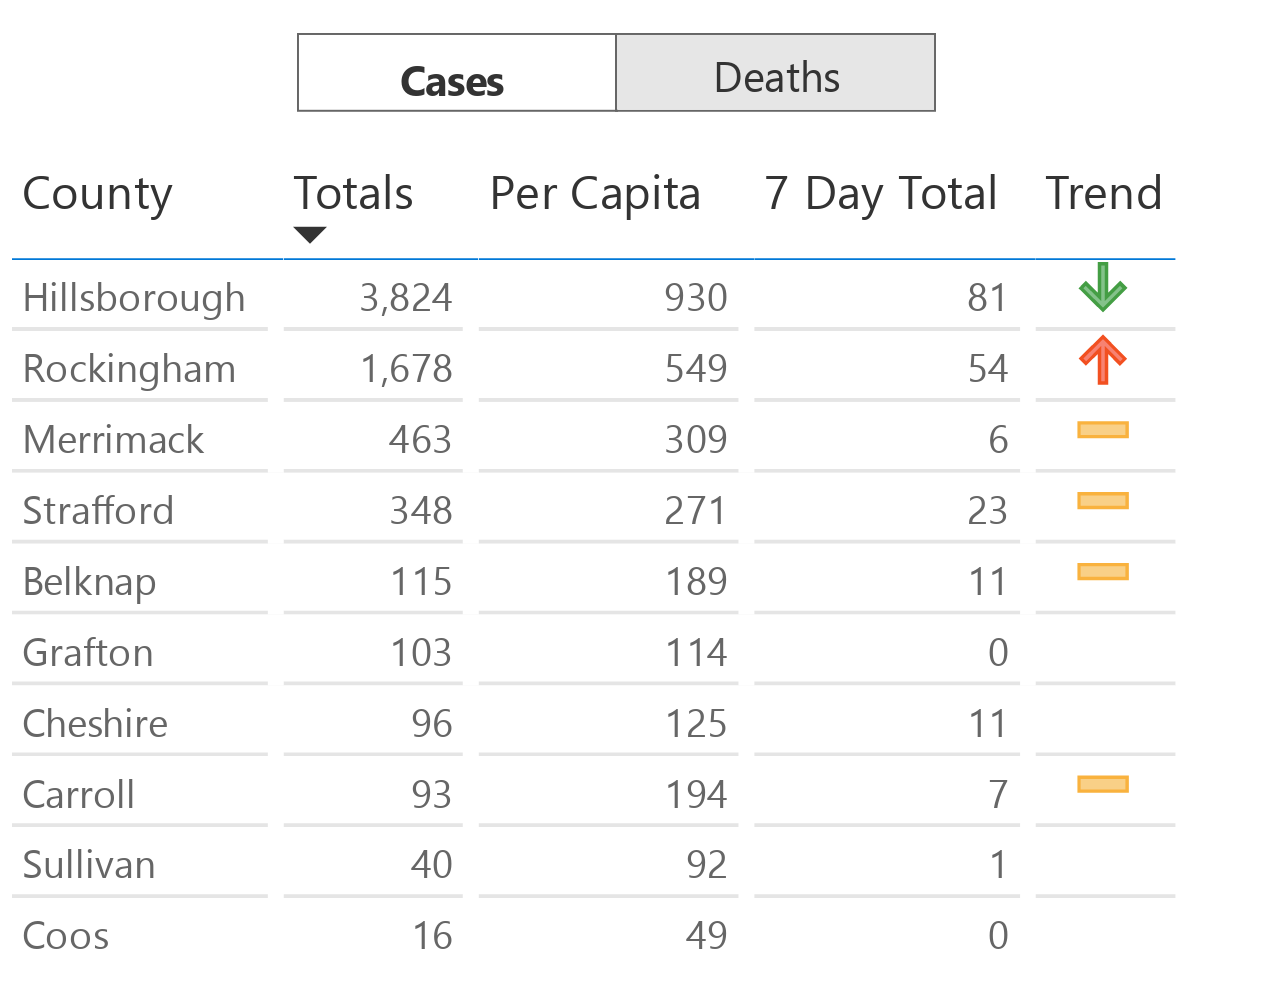 Cases Deaths
County Totals Per Capita 7 Day Total Trend
Hillsborough 3,824 930 81
Rockingham 1,678 549 54
Merrimack 463 309 6
Strafford 348 271 23
Belknap 115 189 11
Grafton 103 114 0
Cheshire 96 125 11
Carroll 93 194 7
Sullivan 40 92 1
Coos 16 49 0